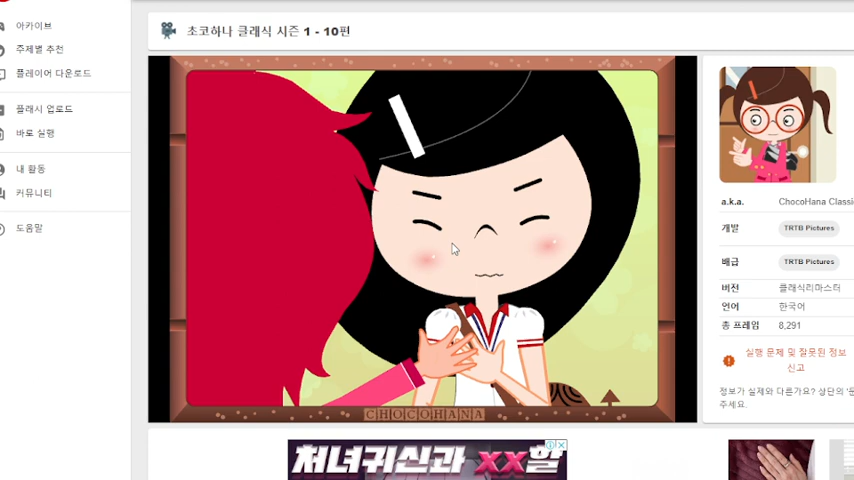 아카이브
주제별 추천
플레이어 다운로드
플래시 업로드
바로 실행
내 활동
커뮤니티
도움말
초코하나 클래식 시즌 1 - 10편
CHOCOHANA
a.k.a. ChocoHana Classi
개발 TRTB Pictures
배급 TRTB Pictures
버전 플래식리마스터
언어 한국어
총 프레임 8,291
실행 문제 및 잘못된 정보
신고
정보가 실제와 다른가요? 상단의 '문
주세요.
처녀귀신과 xx할